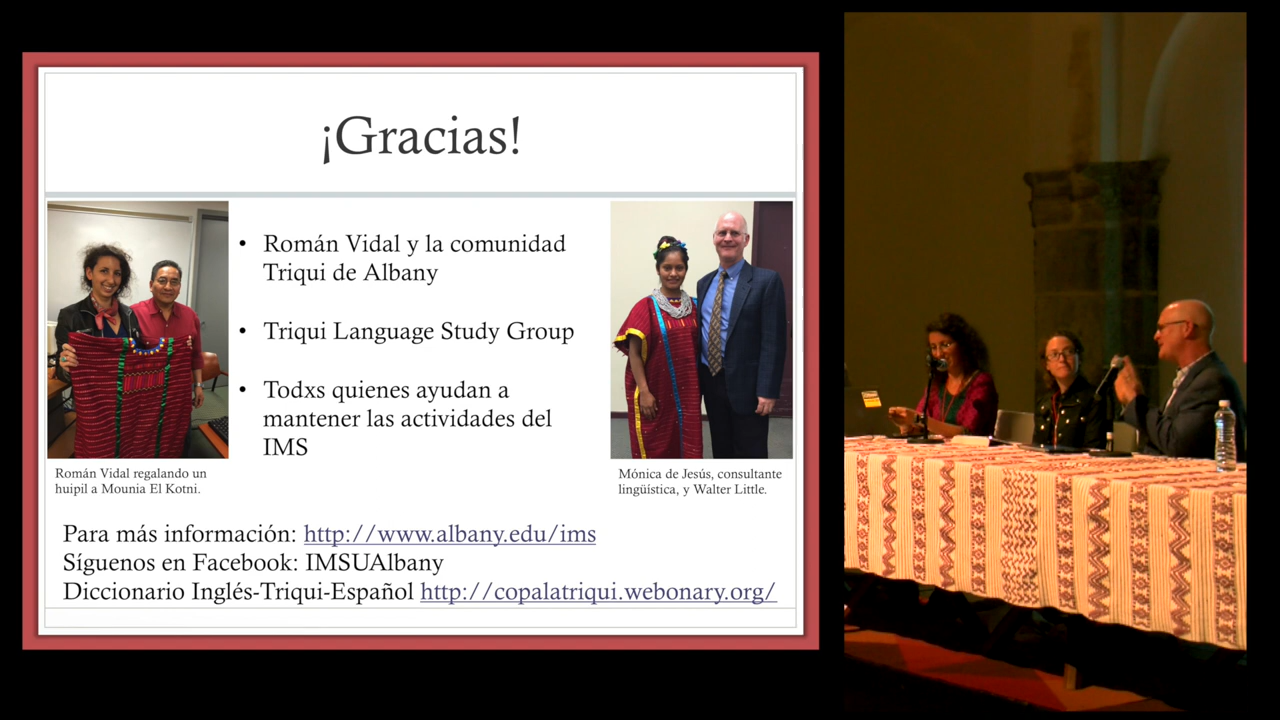 ¡Gracias!
• Román Vidal y la comunidad
Triqui de Albany
• Triqui Language Study Group
• Todxs quienes ayudan a
mantener las actividades del
IMS
Román Vidal regalando un
huipil a Mounia El Kotni.
Mónica de Jesús, consultante
lingüística, y Walter Little.
Para más información: http://www.albany.edu/ims
Síguenos en Facebook: IMSUAlbany
Diccionario Inglés-Triqui-Español http://copalatriqui.webonary.org/